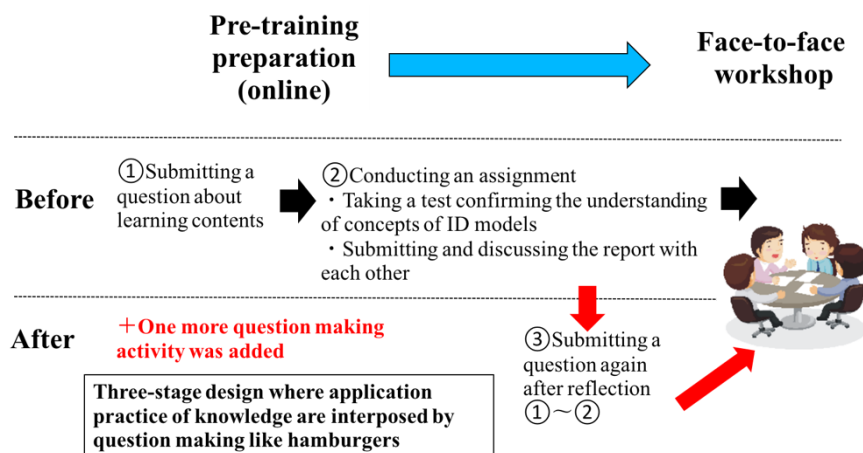 Pre-training
preparation
(online)
Face-to-face
workshop
Before
①Submitting a
question about
learning contents
②Conducting an assignment
・Taking a test confirming the understanding
of concepts of ID models
・Submitting and discussing the report with
each other
After
＋One more question making
activity was added
③Submitting a
question again
after reflection
①～②
Three-stage design where application
practice of knowledge are interposed by
question making like hamburgers